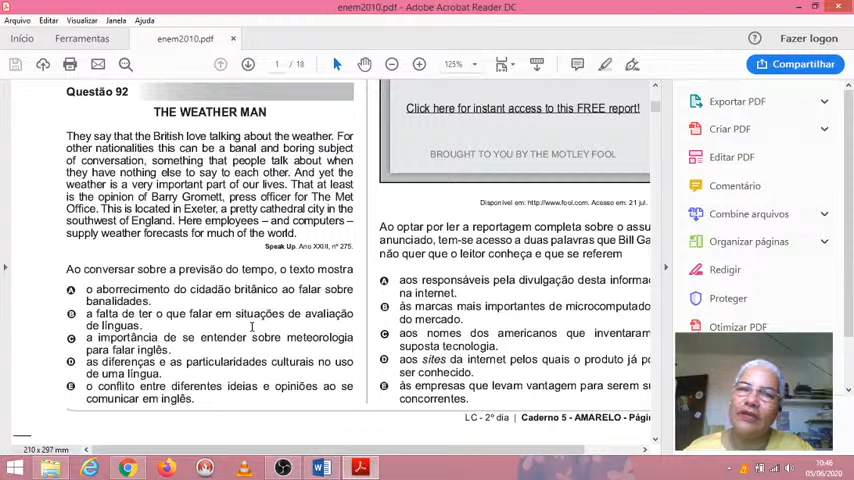 enem2010.pdf - Adobe Acrobat Reader DC
Arquivo Editar Visualizar Janela Ajuda
Início Ferramentas enem2010.pdf × Fazer logon
1 / 18 125% Compartilhar
Questão 92
THE WEATHER MAN
They say that the British love talking about the weather. For
other nationalities this can be a banal and boring subject
of conversation, something that people talk about when
they have nothing else to say to each other. And yet the
weather is a very important part of our lives. That at least
is the opinion of Barry Gromett, press officer for The Met
Office. This is located in Exeter, a pretty cathedral city in the
southwest of England. Here employees – and computers –
supply weather forecasts for much of the world.
Speak Up. Ano XXIII, nº 275.
Ao conversar sobre a previsão do tempo, o texto mostra
A o aborrecimento do cidadão britânico ao falar sobre
banalidades.
B a falta de ter o que falar em situações de avaliação
de línguas.
C a importância de se entender sobre meteorologia
para falar inglês.
D as diferenças e as particularidades culturais no uso
de uma língua.
E o conflito entre diferentes ideias e opiniões ao se
comunicar em inglês.
Click here for instant access to this FREE report!
BROUGHT TO YOU BY THE MOTLEY FOOL
Disponível em: http://www.fool.com. Acesso em: 21 jul.
Ao optar por ler a reportagem completa sobre o assu
anunciado, tem-se acesso a duas palavras que Bill Ga
não quer que o leitor conheça e que se referem
A aos responsáveis pela divulgação desta informa
na internet.
B às marcas mais importantes de microcomputado
do mercado.
C aos nomes dos americanos que inventaram
suposta tecnologia.
D aos sites da internet pelos quais o produto já po
ser conhecido.
E às empresas que levam vantagem para serem su
concorrentes.
LC - 2º dia | Caderno 5 - AMARELO - Págin
210 x 297 mm
Exportar PDF
Criar PDF
Editar PDF
Comentário
Combine arquivos
Organizar páginas
Redigir
Proteger
Otimizar PDF
10:46
05/06/2020